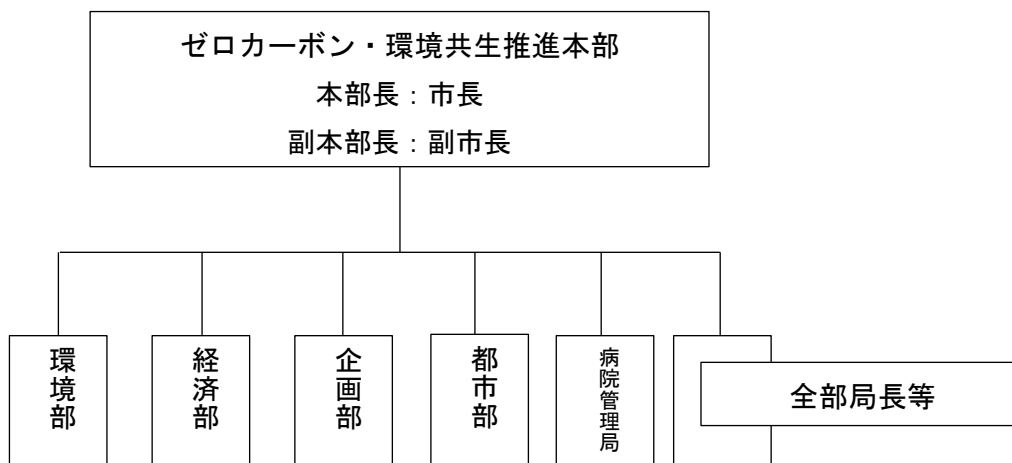 ゼロカーボン・環境共生推進本部
本部長：市長
副本部長：副市長
環境部
経済部
企画部
都市部
病院管理局
全部局長等